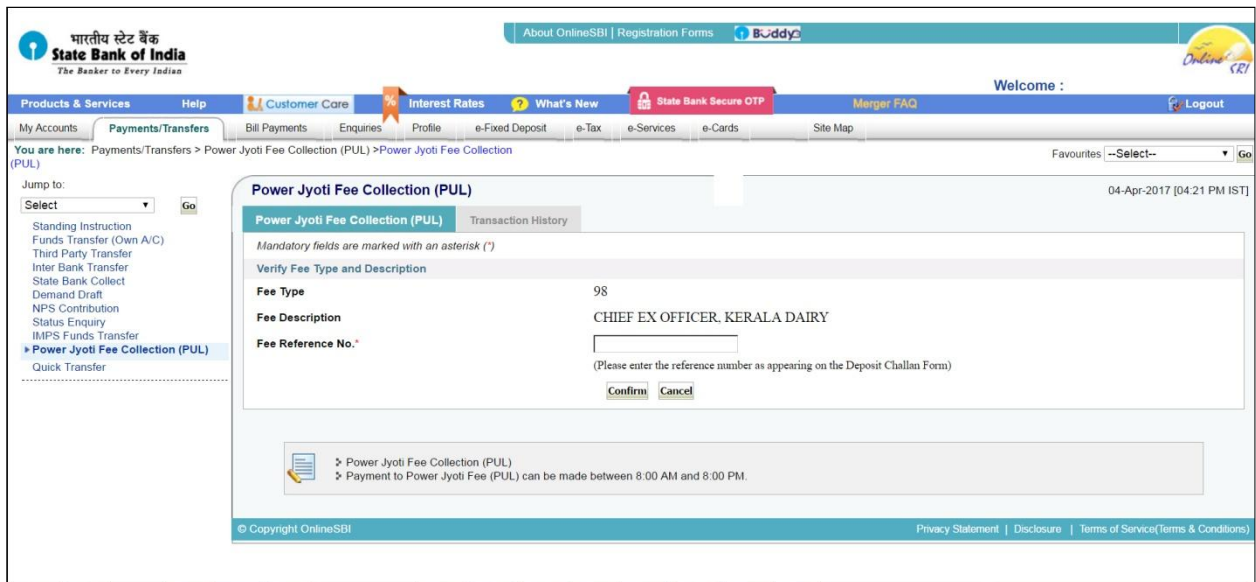 भारतीय स्टेट बैंक
State Bank of India
The Banker to Every Indian
About OnlineSBI | Registration Forms Buddy
Online SBI
Welcome :
Products & Services Help Customer Care % Interest Rates ? What's New State Bank Secure OTP Merger FAQ Logout
My Accounts Payments/Transfers Bill Payments Enquiries Profile e-Fixed Deposit e-Tax e-Services e-Cards Site Map
You are here: Payments/Transfers > Power Jyoti Fee Collection (PUL) >Power Jyoti Fee Collection
(PUL)
Favourites --Select-- Go
Jump to:
Select Go
Standing Instruction
Funds Transfer (Own A/C)
Third Party Transfer
Inter Bank Transfer
State Bank Collect
Demand Draft
NPS Contribution
Status Enquiry
IMPS Funds Transfer
Power Jyoti Fee Collection (PUL)
Quick Transfer
Power Jyoti Fee Collection (PUL) 04-Apr-2017 [04:21 PM IST]
Power Jyoti Fee Collection (PUL) Transaction History
Mandatory fields are marked with an asterisk (*)
Verify Fee Type and Description
Fee Type 98
Fee Description CHIEF EX OFFICER, KERALA DAIRY
Fee Reference No.*
(Please enter the reference number as appearing on the Deposit Challan Form)
Confirm Cancel
Power Jyoti Fee Collection (PUL)
Payment to Power Jyoti Fee (PUL) can be made between 8:00 AM and 8:00 PM.
© Copyright OnlineSBI Privacy Statement | Disclosure | Terms of Service(Terms & Conditions)